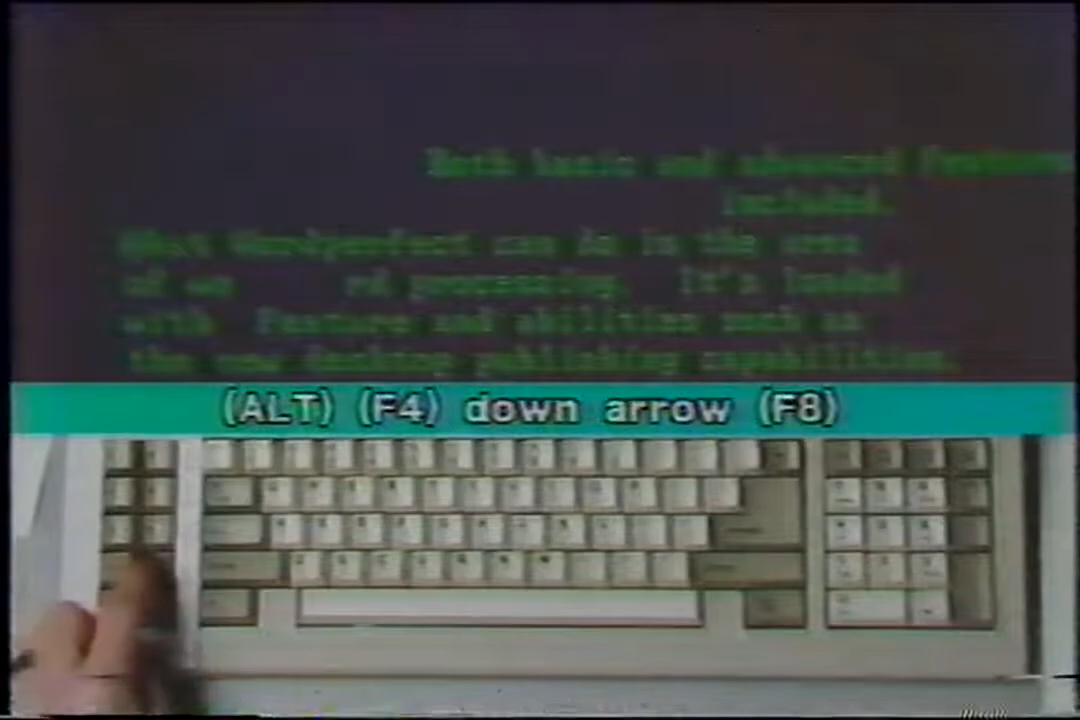 Both basic and advanced features
included.
What Wordperfect can do in the area
of wo rd processing. It's loaded
with feature and abilities such as
the new desktop publishing capabilities.
(ALT) (F4) down arrow (F8)